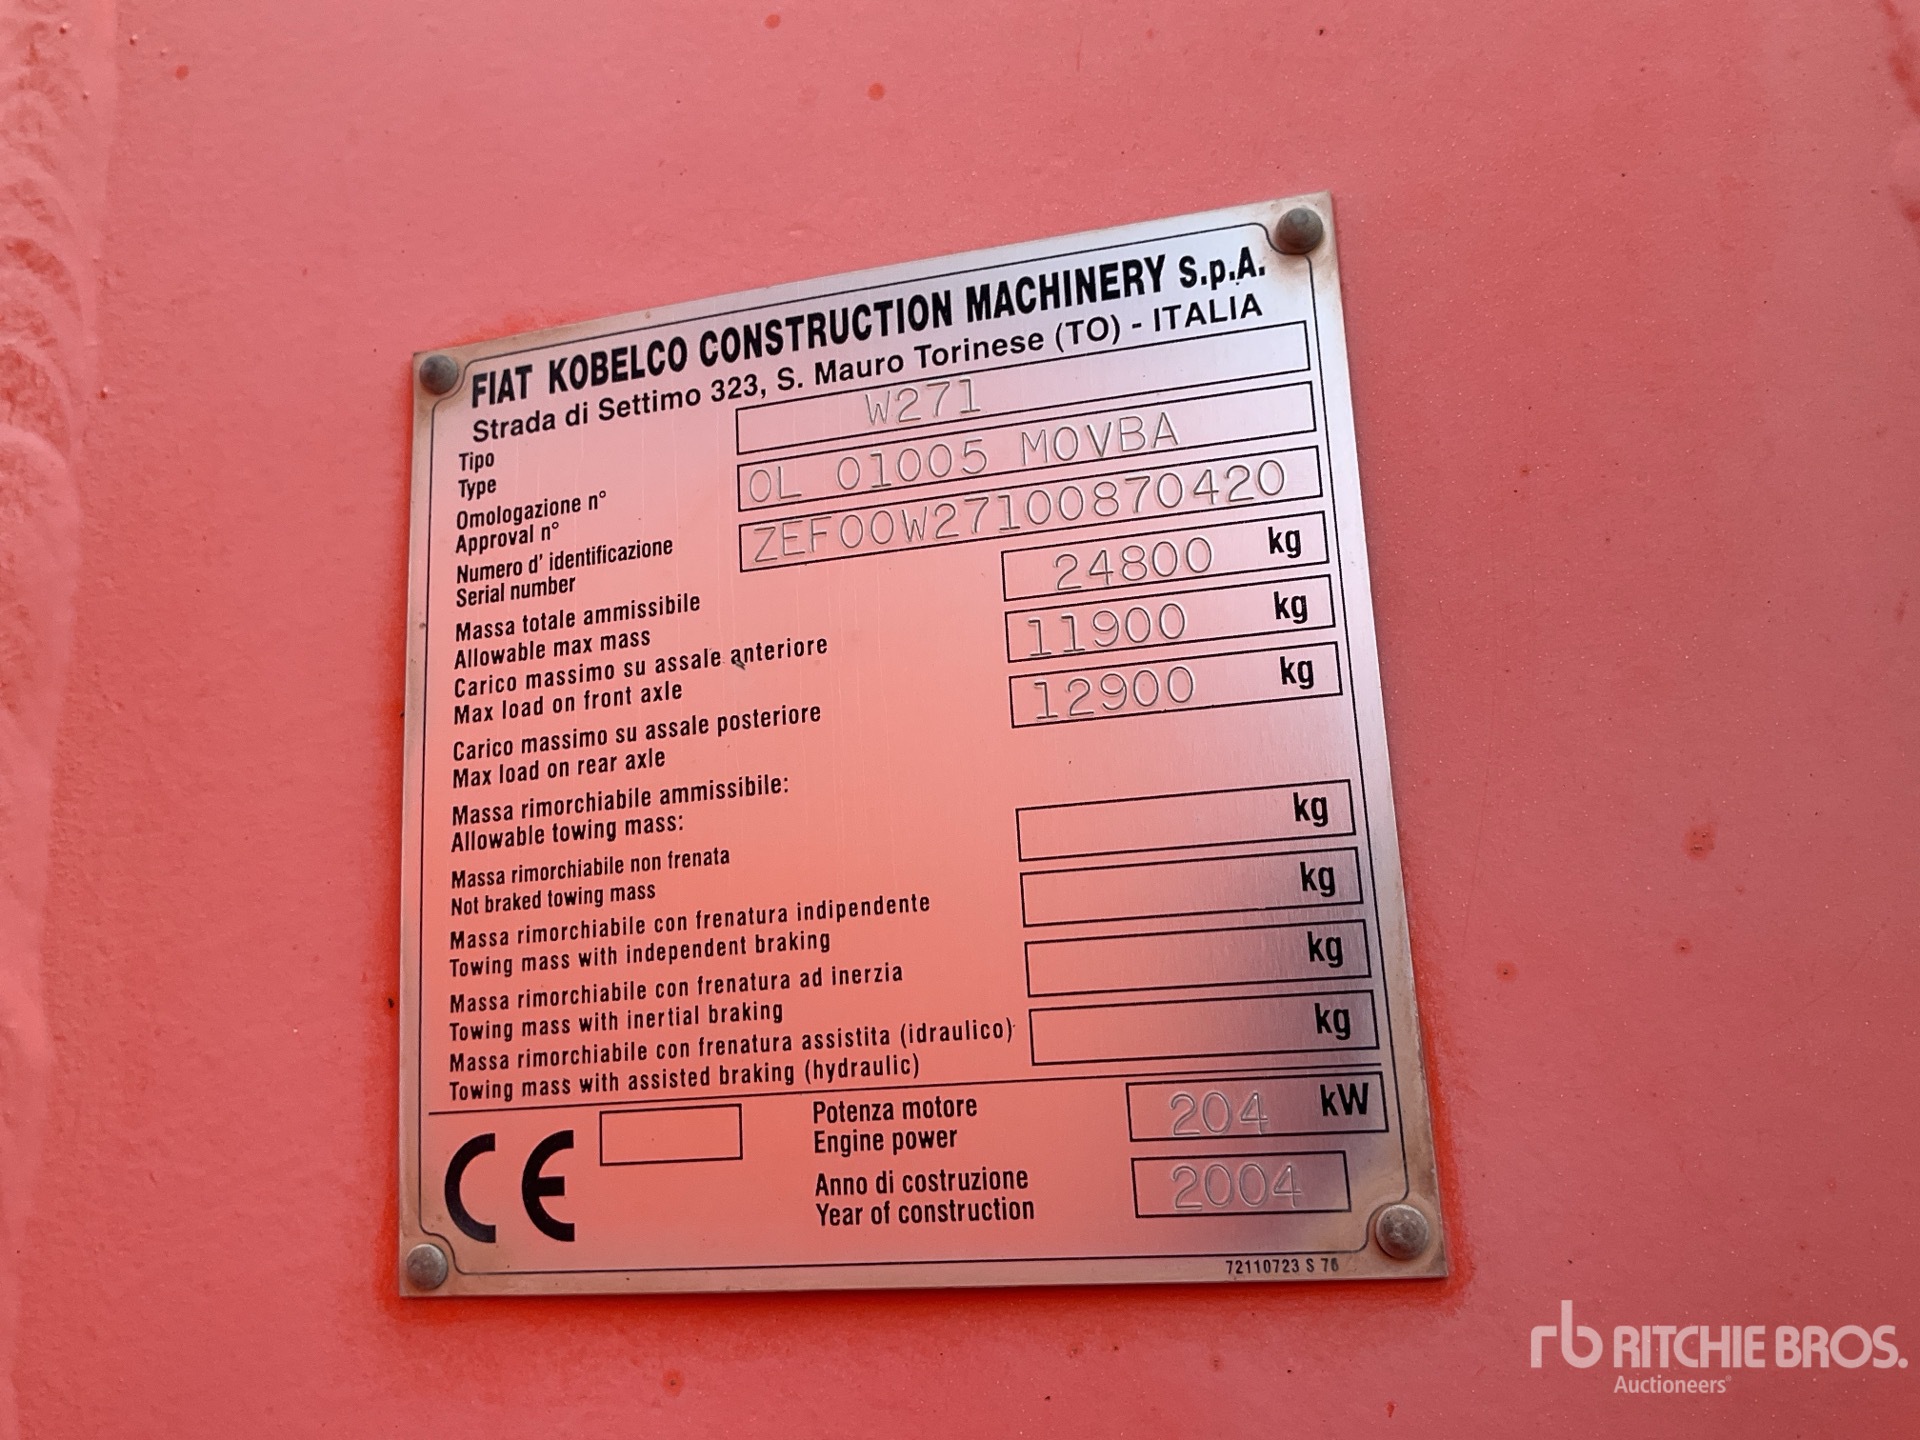 FIAT KOBELCO CONSTRUCTION MACHINERY S.p.A.
Strada di Settimo 323, S. Mauro Torinese (TO) - ITALIA
Tipo
Type
W271
Omologazione n°
Approval n°
OL 01005 MOVBA
Numero d' identificazione
Serial number
ZEF00W27100870420
Massa totale ammissibile
Allowable max mass
24800 kg
Carico massimo su assale anteriore
Max load on front axle
11900 kg
Carico massimo su assale posteriore
Max load on rear axle
12900 kg
Massa rimorchiabile ammissibile:
Allowable towing mass:
Massa rimorchiabile non frenata
Not braked towing mass
kg
Massa rimorchiabile con frenatura indipendente
Towing mass with independent braking
kg
Massa rimorchiabile con frenatura ad inerzia
Towing mass with inertial braking
kg
Massa rimorchiabile con frenatura assistita (idraulico)
Towing mass with assisted braking (hydraulic)
kg
CE
Potenza motore
Engine power
204 kW
Anno di costruzione
Year of construction
2004
72110723 S 76
rb RITCHIE BROS.
Auctioneers